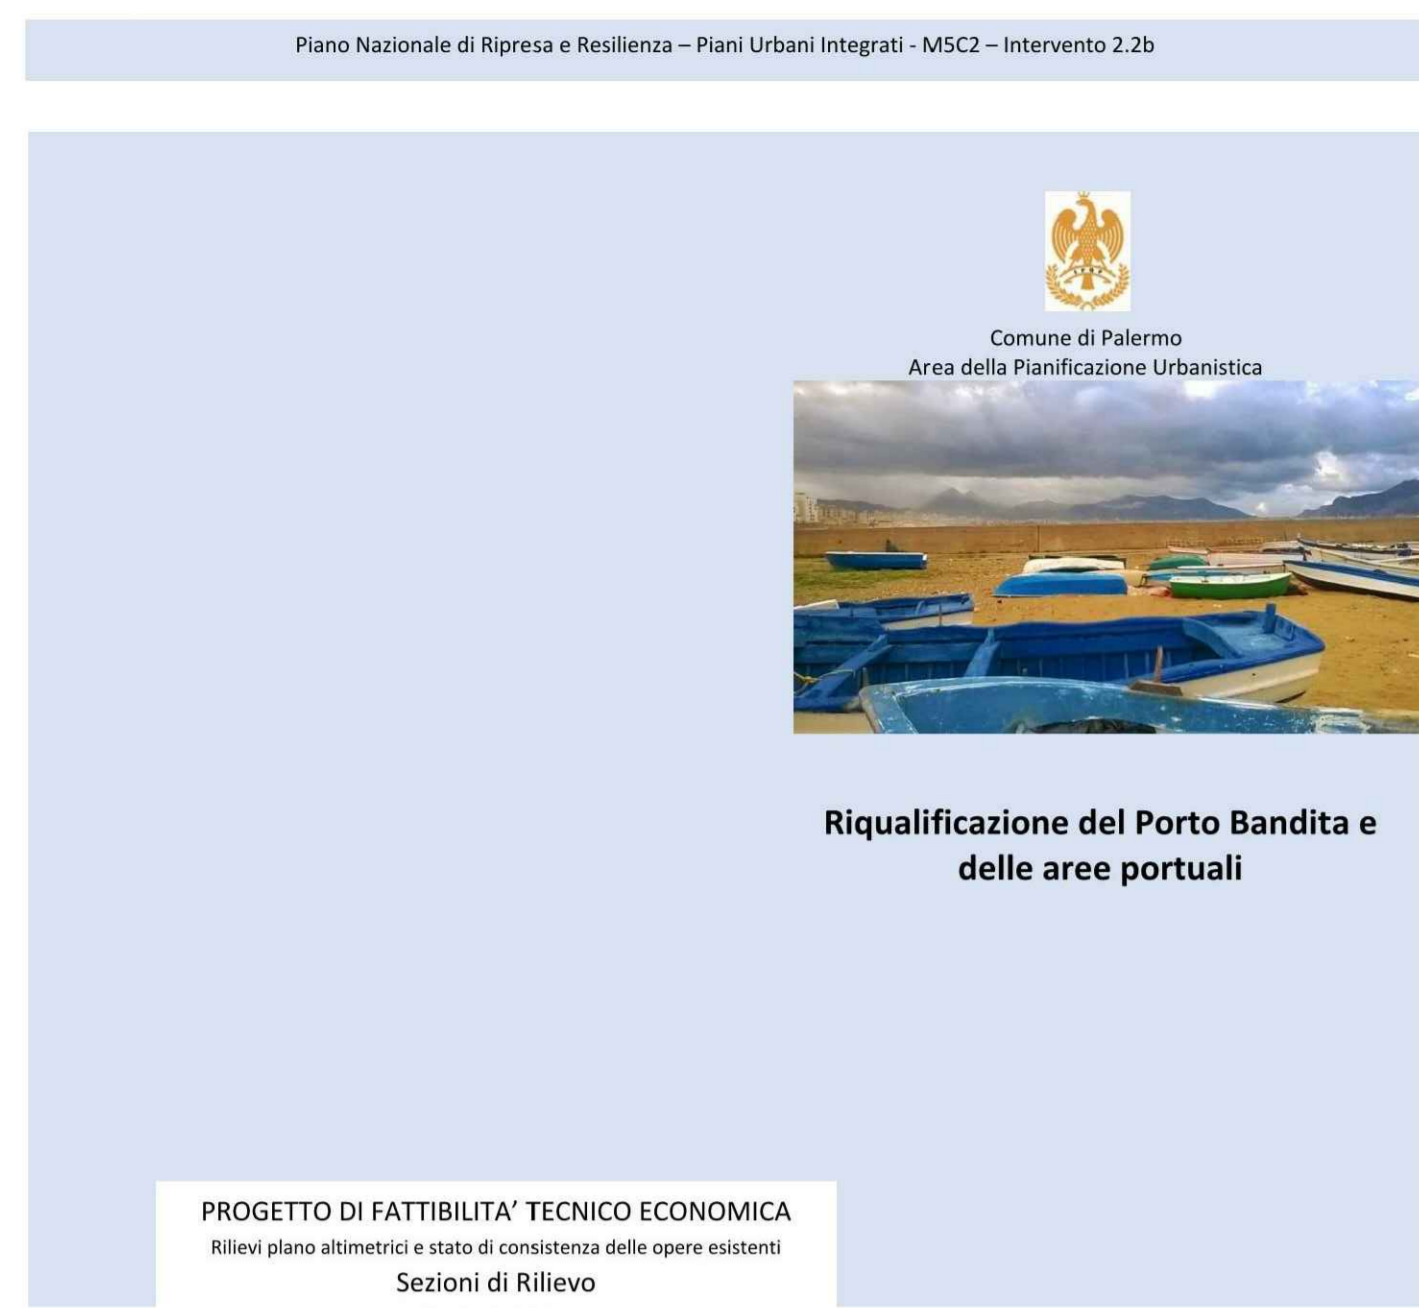 Piano Nazionale di Ripresa e Resilienza – Piani Urbani Integrati - M5C2 – Intervento 2.2b
Comune di Palermo
Area della Pianificazione Urbanistica
Riqualificazione del Porto Bandita e
delle aree portuali
PROGETTO DI FATTIBILITA’ TECNICO ECONOMICA
Rilievi plano altimetrici e stato di consistenza delle opere esistenti
Sezioni di Rilievo